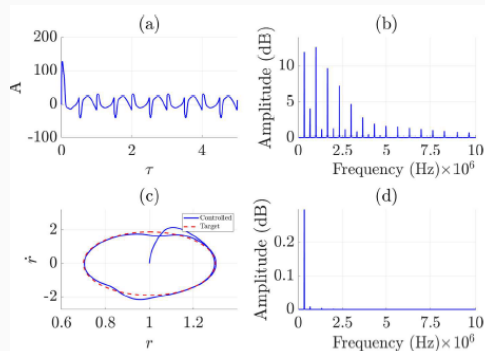 (a)
200
100
0
-100
A
0
2
4
τ
(b)
10
5
0
Amplitude (dB)
0
2.5
5
7.5
10
Frequency (Hz)×10⁶
(c)
2
0
-2
ṙ
Controlled
Target
0.6
0.8
1
1.2
r
(d)
0.2
0.1
0
Amplitude (dB)
0
2.5
5
7.5
10
Frequency (Hz)×10⁶